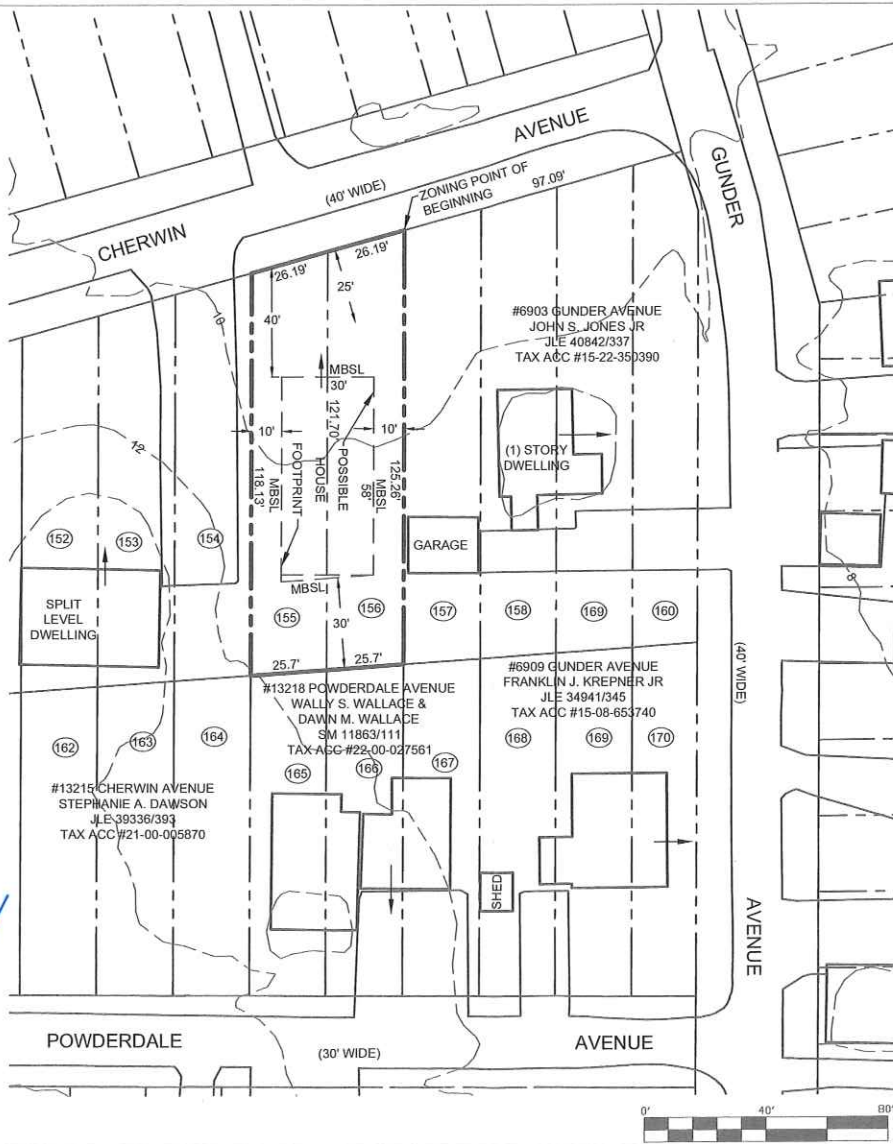 AVENUE
(40' WIDE)
ZONING POINT OF
BEGINNING
97.09'
GUNDER
CHERWIN
26.19'
26.19'
25'
40'
10
#6903 GUNDER AVENUE
JOHN S. JONES JR
JLE 40842/337
TAX ACC #15-22-350390
MBSL
30'
121.70'
10'
10'
POSSIBLE
HOUSE
FOOTPRINT
118.13'
MBSL
125.26'
MBSL
58'
12
(1) STORY
DWELLING
GARAGE
8
152
153
154
SPLIT
LEVEL
DWELLING
MBSL
155
156
157
158
169
160
30'
25.7'
25.7'
(40' WIDE)
#13218 POWDERDALE AVENUE
WALLY S. WALLACE &
DAWN M. WALLACE
SM 11863/111
TAX ACC #22-00-027561
#6909 GUNDER AVENUE
FRANKLIN J. KREPNER JR
JLE 34941/345
TAX ACC #15-08-653740
162
163
164
165
166
167
168
169
170
#13215 CHERWIN AVENUE
STEPHANIE A. DAWSON
JLE 39336/393
TAX ACC #21-00-005870
SHED
AVENUE
POWDERDALE
(30' WIDE)
AVENUE
0'
40'
80'